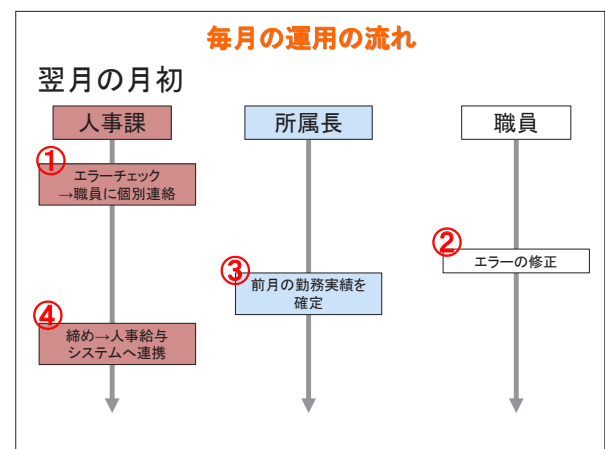 毎月の運用の流れ
翌月の月初
人事課
所属長
職員
①
エラーチェック
→職員に個別連絡
②
エラーの修正
③
前月の勤務実績を
確定
④
締め→人事給与
システムへ連携